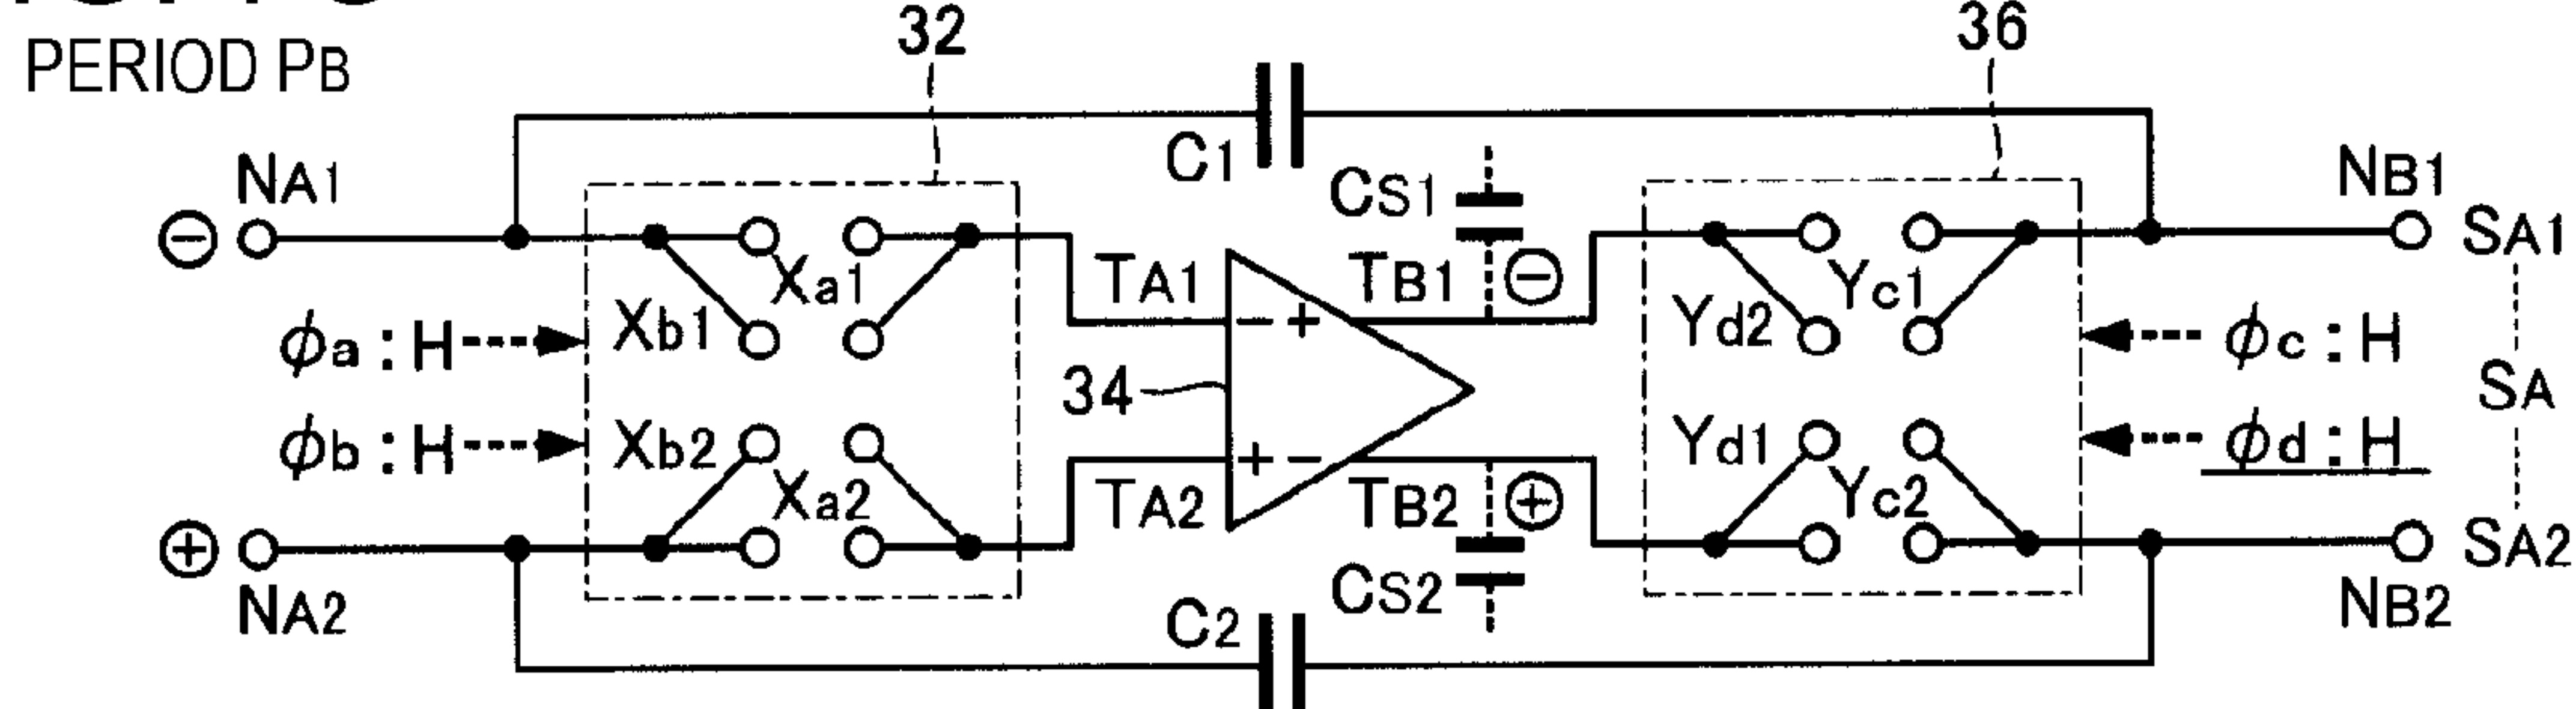 PERIOD PB
32
36
C1
NA1
CS1
NB1
⊖
SA1
Xa1
TA1
TB1
⊖
Yc1
Xb1
Yd2
φa : H
− +
φc : H
34
SA
φb : H
Xb2
Yd1
φd : H
+ −
Xa2
TA2
TB2
⊕
Yc2
⊕
SA2
NA2
CS2
NB2
C2